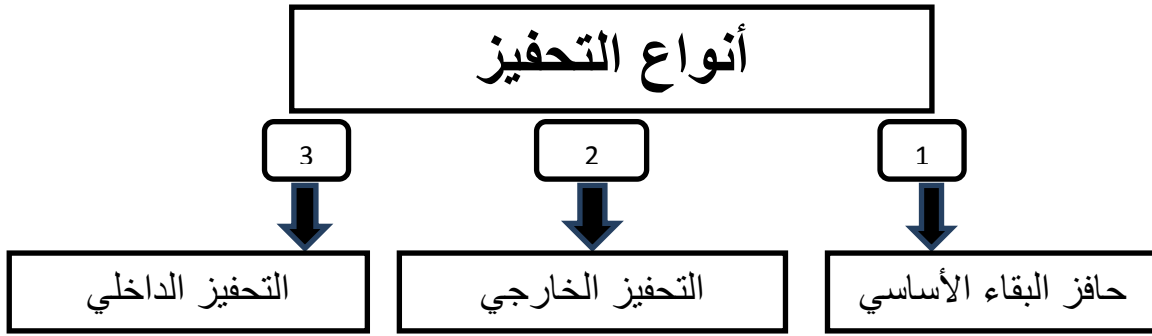 أنواع التحفيز
1
2
3
حافز البقاء الأساسي
التحفيز الخارجي
التحفيز الداخلي